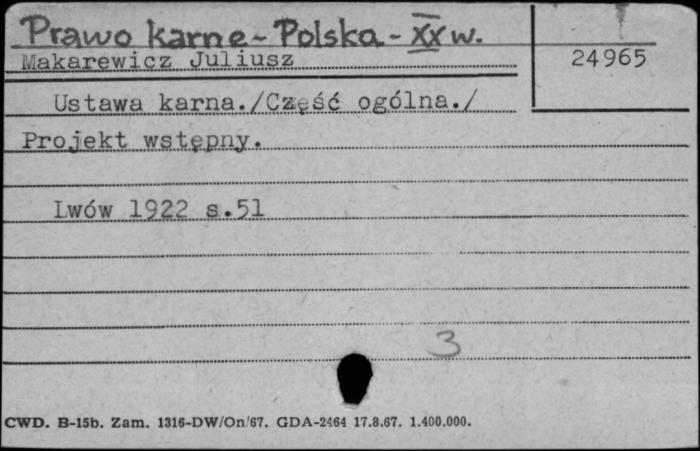 Prawo karne - Polska - XX w.
Makarewicz Juliusz
24965
Ustawa karna./Część ogólna./
Projekt wstępny.
Lwów 1922 s.51
3
CWD. B-15b. Zam. 1316-DW/On/67. GDA-2464 17.8.67. 1.400.000.